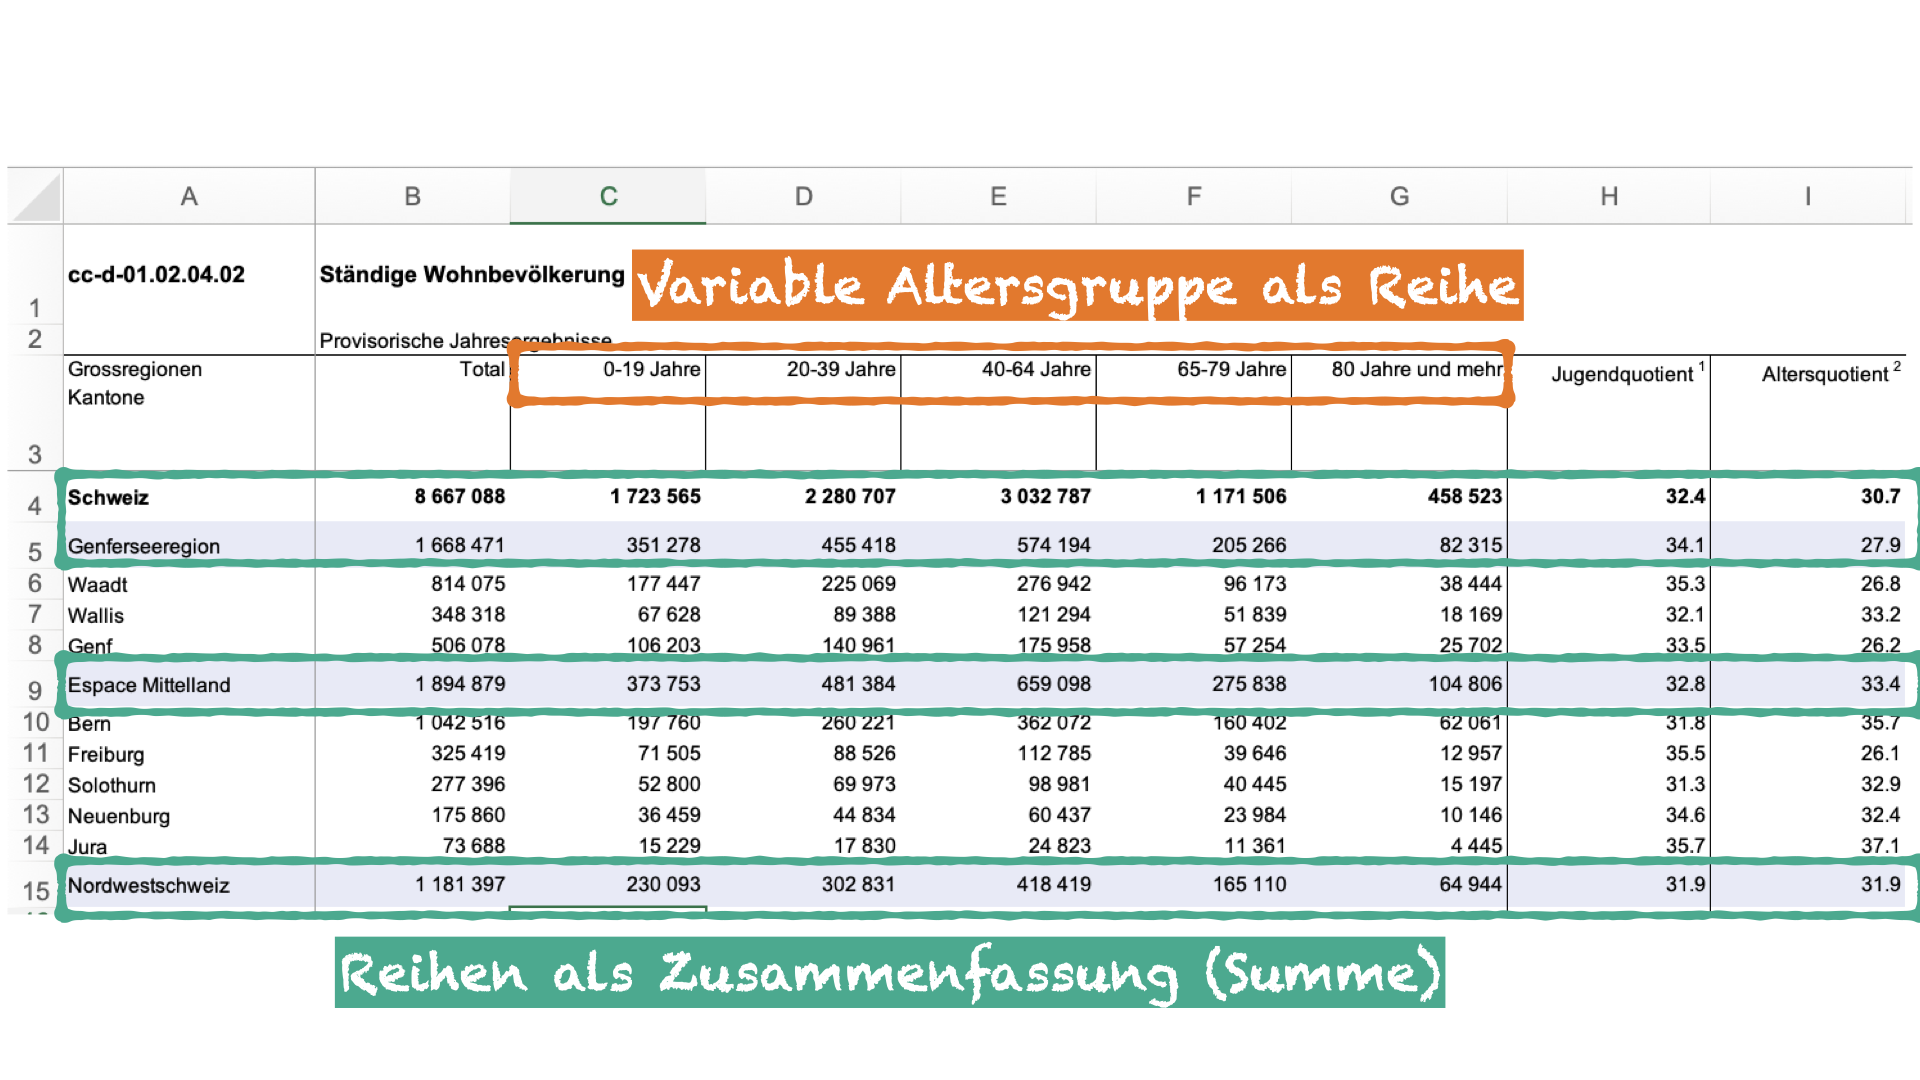 A B C D E F G H I
1 cc-d-01.02.04.02 Ständige Wohnbevölkerung Variable Altersgruppe als Reihe
2 Provisorische Jahresergebnisse
Grossregionen Total 0-19 Jahre 20-39 Jahre 40-64 Jahre 65-79 Jahre 80 Jahre und mehr Jugendquotient 1 Altersquotient 2
Kantone
3
4 Schweiz 8 667 088 1 723 565 2 280 707 3 032 787 1 171 506 458 523 32.4 30.7
5 Genferseeregion 1 668 471 351 278 455 418 574 194 205 266 82 315 34.1 27.9
6 Waadt 814 075 177 447 225 069 276 942 96 173 38 444 35.3 26.8
7 Wallis 348 318 67 628 89 388 121 294 51 839 18 169 32.1 33.2
8 Genf 506 078 106 203 140 961 175 958 57 254 25 702 33.5 26.2
9 Espace Mittelland 1 894 879 373 753 481 384 659 098 275 838 104 806 32.8 33.4
10 Bern 1 042 516 197 760 260 221 362 072 160 402 62 061 31.8 35.7
11 Freiburg 325 419 71 505 88 526 112 785 39 646 12 957 35.5 26.1
12 Solothurn 277 396 52 800 69 973 98 981 40 445 15 197 31.3 32.9
13 Neuenburg 175 860 36 459 44 834 60 437 23 984 10 146 34.6 32.4
14 Jura 73 688 15 229 17 830 24 823 11 361 4 445 35.7 37.1
15 Nordwestschweiz 1 181 397 230 093 302 831 418 419 165 110 64 944 31.9 31.9
Reihen als Zusammenfassung (Summe)